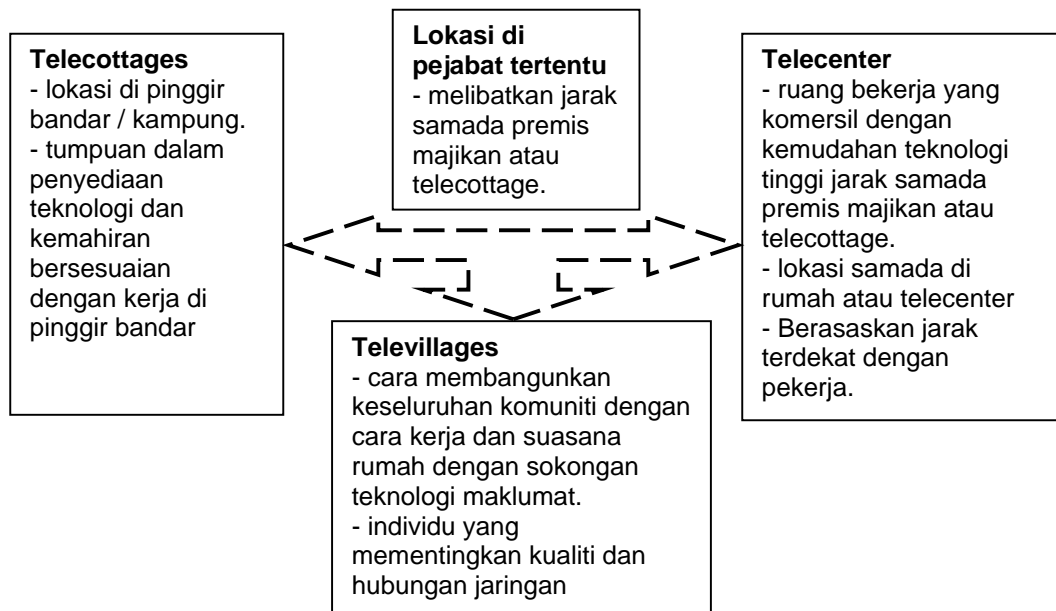 Telecottages
- lokasi di pinggir
bandar / kampung.
- tumpuan dalam
penyediaan
teknologi dan
kemahiran
bersesuaian
dengan kerja di
pinggir bandar
Lokasi di
pejabat tertentu
- melibatkan jarak
samada premis
majikan atau
telecottage.
Telecenter
- ruang bekerja yang
komersil dengan
kemudahan teknologi
tinggi jarak samada
premis majikan atau
telecottage.
- lokasi samada di
rumah atau telecenter
- Berasaskan jarak
terdekat dengan
pekerja.
Televillages
- cara membangunkan
keseluruhan komuniti dengan
cara kerja dan suasana
rumah dengan sokongan
teknologi maklumat.
- individu yang
mementingkan kualiti dan
hubungan jaringan